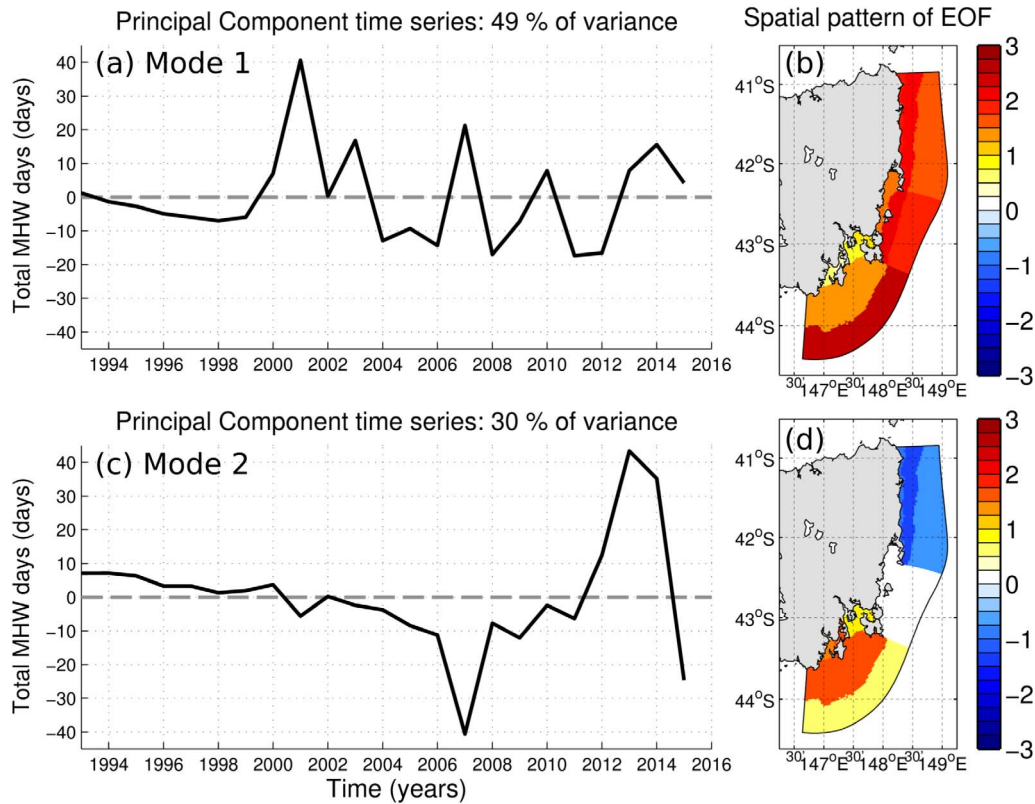 Principal Component time series: 49 % of variance
Spatial pattern of EOF
(a) Mode 1
Total MHW days (days)
40
30
20
10
0
−10
−20
−30
−40
1994 1996 1998 2000 2002 2004 2006 2008 2010 2012 2014 2016
(b)
41°S
42°S
43°S
44°S
30' 147°E 30' 148°E 30' 149°E
3
2
1
0
−1
−2
−3
Principal Component time series: 30 % of variance
(c) Mode 2
Total MHW days (days)
40
30
20
10
0
−10
−20
−30
−40
1994 1996 1998 2000 2002 2004 2006 2008 2010 2012 2014 2016
Time (years)
(d)
41°S
42°S
43°S
44°S
30' 147°E 30' 148°E 30' 149°E
3
2
1
0
−1
−2
−3